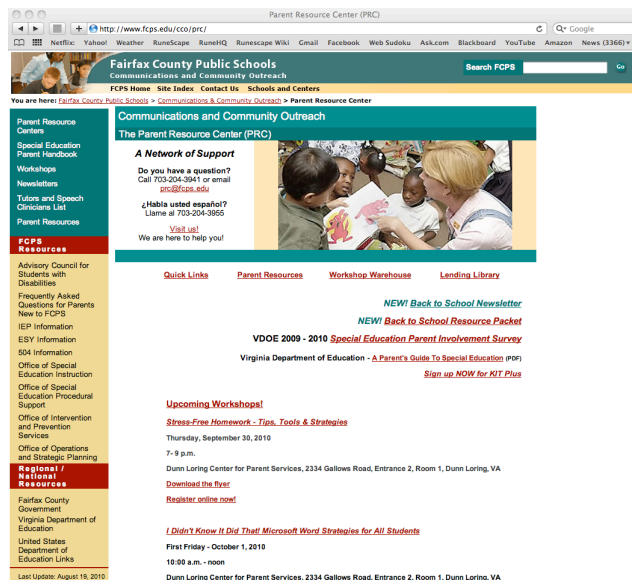 Parent Resource Center (PRC)
http://www.fcps.edu/cco/prc/
Google
Netflix Yahoo! Weather RuneScape RuneHQ Runescape Wiki Gmail Facebook Web Sudoku Ask.com Blackboard YouTube Amazon News (3366)
Fairfax County Public Schools
Communications and Community Outreach
Search FCPS
Go
FCPS Home Site Index Contact Us Schools and Centers
You are here: Fairfax County Public Schools > Communications & Community Outreach > Parent Resource Center
Parent Resource
Centers
Special Education
Parent Handbook
Workshops
Newsletters
Tutors and Speech
Clinicians List
Parent Resources
FCPS
Resources
Advisory Council for
Students with
Disabilities
Frequently Asked
Questions for Parents
New to FCPS
IEP Information
ESY Information
504 Information
Office of Special
Education Instruction
Office of Special
Education Procedural
Support
Office of Intervention
and Prevention
Services
Office of Operations
and Strategic Planning
Regional /
National
Resources
Fairfax County
Government
Virginia Department of
Education
United States
Department of
Education Links
Last Update: August 19, 2010
Communications and Community Outreach
The Parent Resource Center (PRC)
A Network of Support
Do you have a question?
Call 703-204-3941 or email
prc@fcps.edu
¿Habla usted español?
Llame al 703-204-3955
Visit us!
We are here to help you!
Quick Links Parent Resources Workshop Warehouse Lending Library
NEW! Back to School Newsletter
NEW! Back to School Resource Packet
VDOE 2009 - 2010 Special Education Parent Involvement Survey
Virginia Department of Education - A Parent's Guide To Special Education (PDF)
Sign up NOW for KIT Plus
Upcoming Workshops!
Stress-Free Homework - Tips, Tools & Strategies
Thursday, September 30, 2010
7- 9 p.m.
Dunn Loring Center for Parent Services, 2334 Gallows Road, Entrance 2, Room 1, Dunn Loring, VA
Download the flyer
Register online now!
I Didn't Know It Did That! Microsoft Word Strategies for All Students
First Friday - October 1, 2010
10:00 a.m. - noon
Dunn Loring Center for Parent Services, 2334 Gallows Road, Entrance 2, Room 1, Dunn Loring, VA